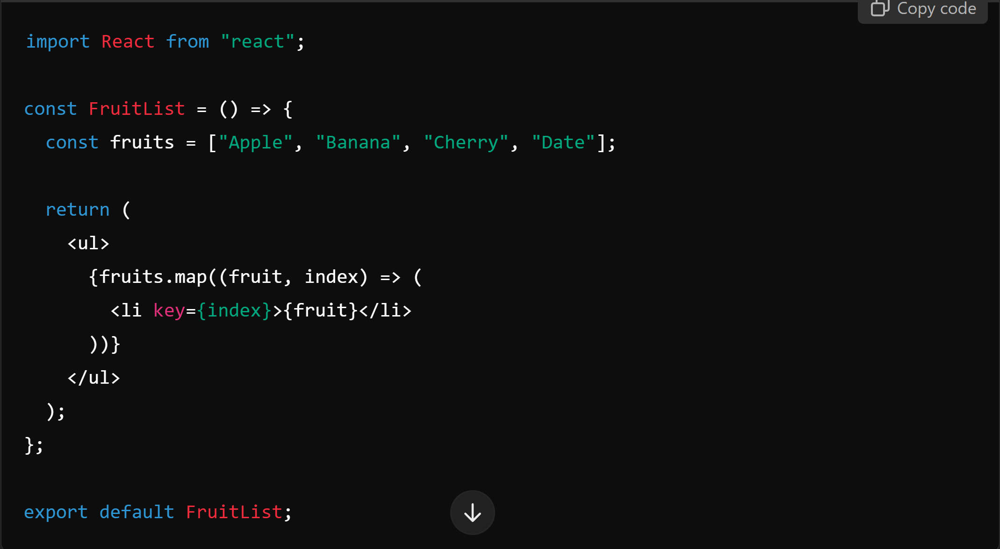 Copy code
import React from "react";
const FruitList = () => {
  const fruits = ["Apple", "Banana", "Cherry", "Date"];
  return (
    <ul>
      {fruits.map((fruit, index) => (
        <li key={index}>{fruit}</li>
      ))}
    </ul>
  );
};
export default FruitList;